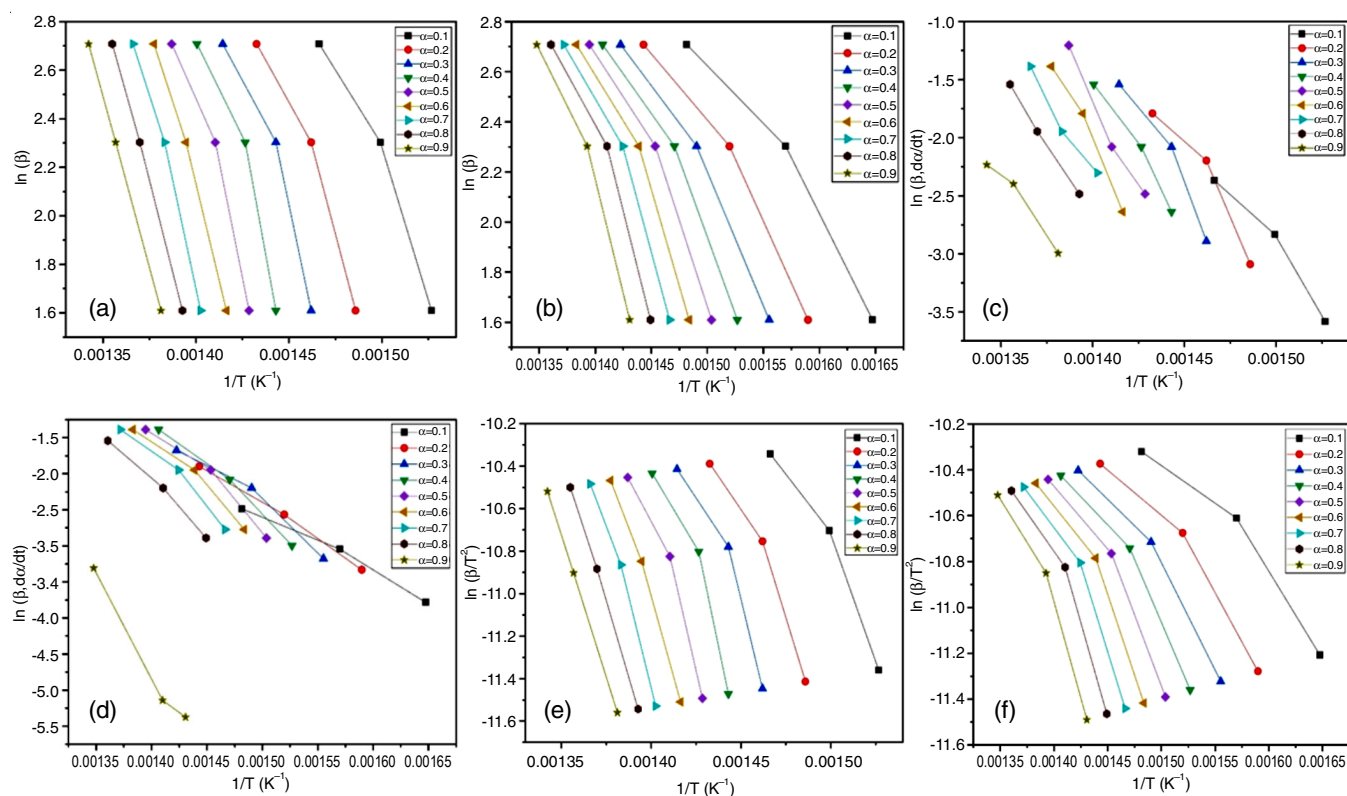 2.8
2.6
2.4
2.2
2.0
1.8
1.6
ln (β)
α=0.1
α=0.2
α=0.3
α=0.4
α=0.5
α=0.6
α=0.7
α=0.8
α=0.9
(a)
0.00135 0.00140 0.00145 0.00150
1/T (K⁻¹)
2.8
2.6
2.4
2.2
2.0
1.8
1.6
ln (β)
α=0.1
α=0.2
α=0.3
α=0.4
α=0.5
α=0.6
α=0.7
α=0.8
α=0.9
(b)
0.00135 0.00140 0.00145 0.00150 0.00155 0.00160 0.00165
1/T (K⁻¹)
-1.0
-1.5
-2.0
-2.5
-3.0
-3.5
ln (β,dα/dt)
α=0.1
α=0.2
α=0.3
α=0.4
α=0.5
α=0.6
α=0.7
α=0.8
α=0.9
(c)
0.00135 0.00140 0.00145 0.00150
1/T (K⁻¹)
-1.5
-2.0
-2.5
-3.5
-3.4
-4.5
-5.0
-5.5
ln (β,dα/dt)
α=0.1
α=0.2
α=0.3
α=0.4
α=0.5
α=0.6
α=0.7
α=0.8
α=0.9
(d)
0.00135 0.00140 0.00145 0.00150 0.00155 0.00160 0.00165
1/T (K⁻¹)
-10.2
-10.4
-10.6
-10.8
-11.0
-11.2
-11.4
-11.6
ln (β/T²)
α=0.1
α=0.2
α=0.3
α=0.4
α=0.5
α=0.6
α=0.7
α=0.8
α=0.9
(e)
0.00135 0.00140 0.00145 0.00150
1/T (K⁻¹)
-10.2
-10.4
-10.6
-10.8
-11.0
-11.2
-11.4
-11.6
ln (β/T²)
α=0.1
α=0.2
α=0.3
α=0.4
α=0.5
α=0.6
α=0.7
α=0.8
α=0.9
(f)
0.00135 0.00140 0.00145 0.00150 0.00155 0.00160 0.00165
1/T (K⁻¹)